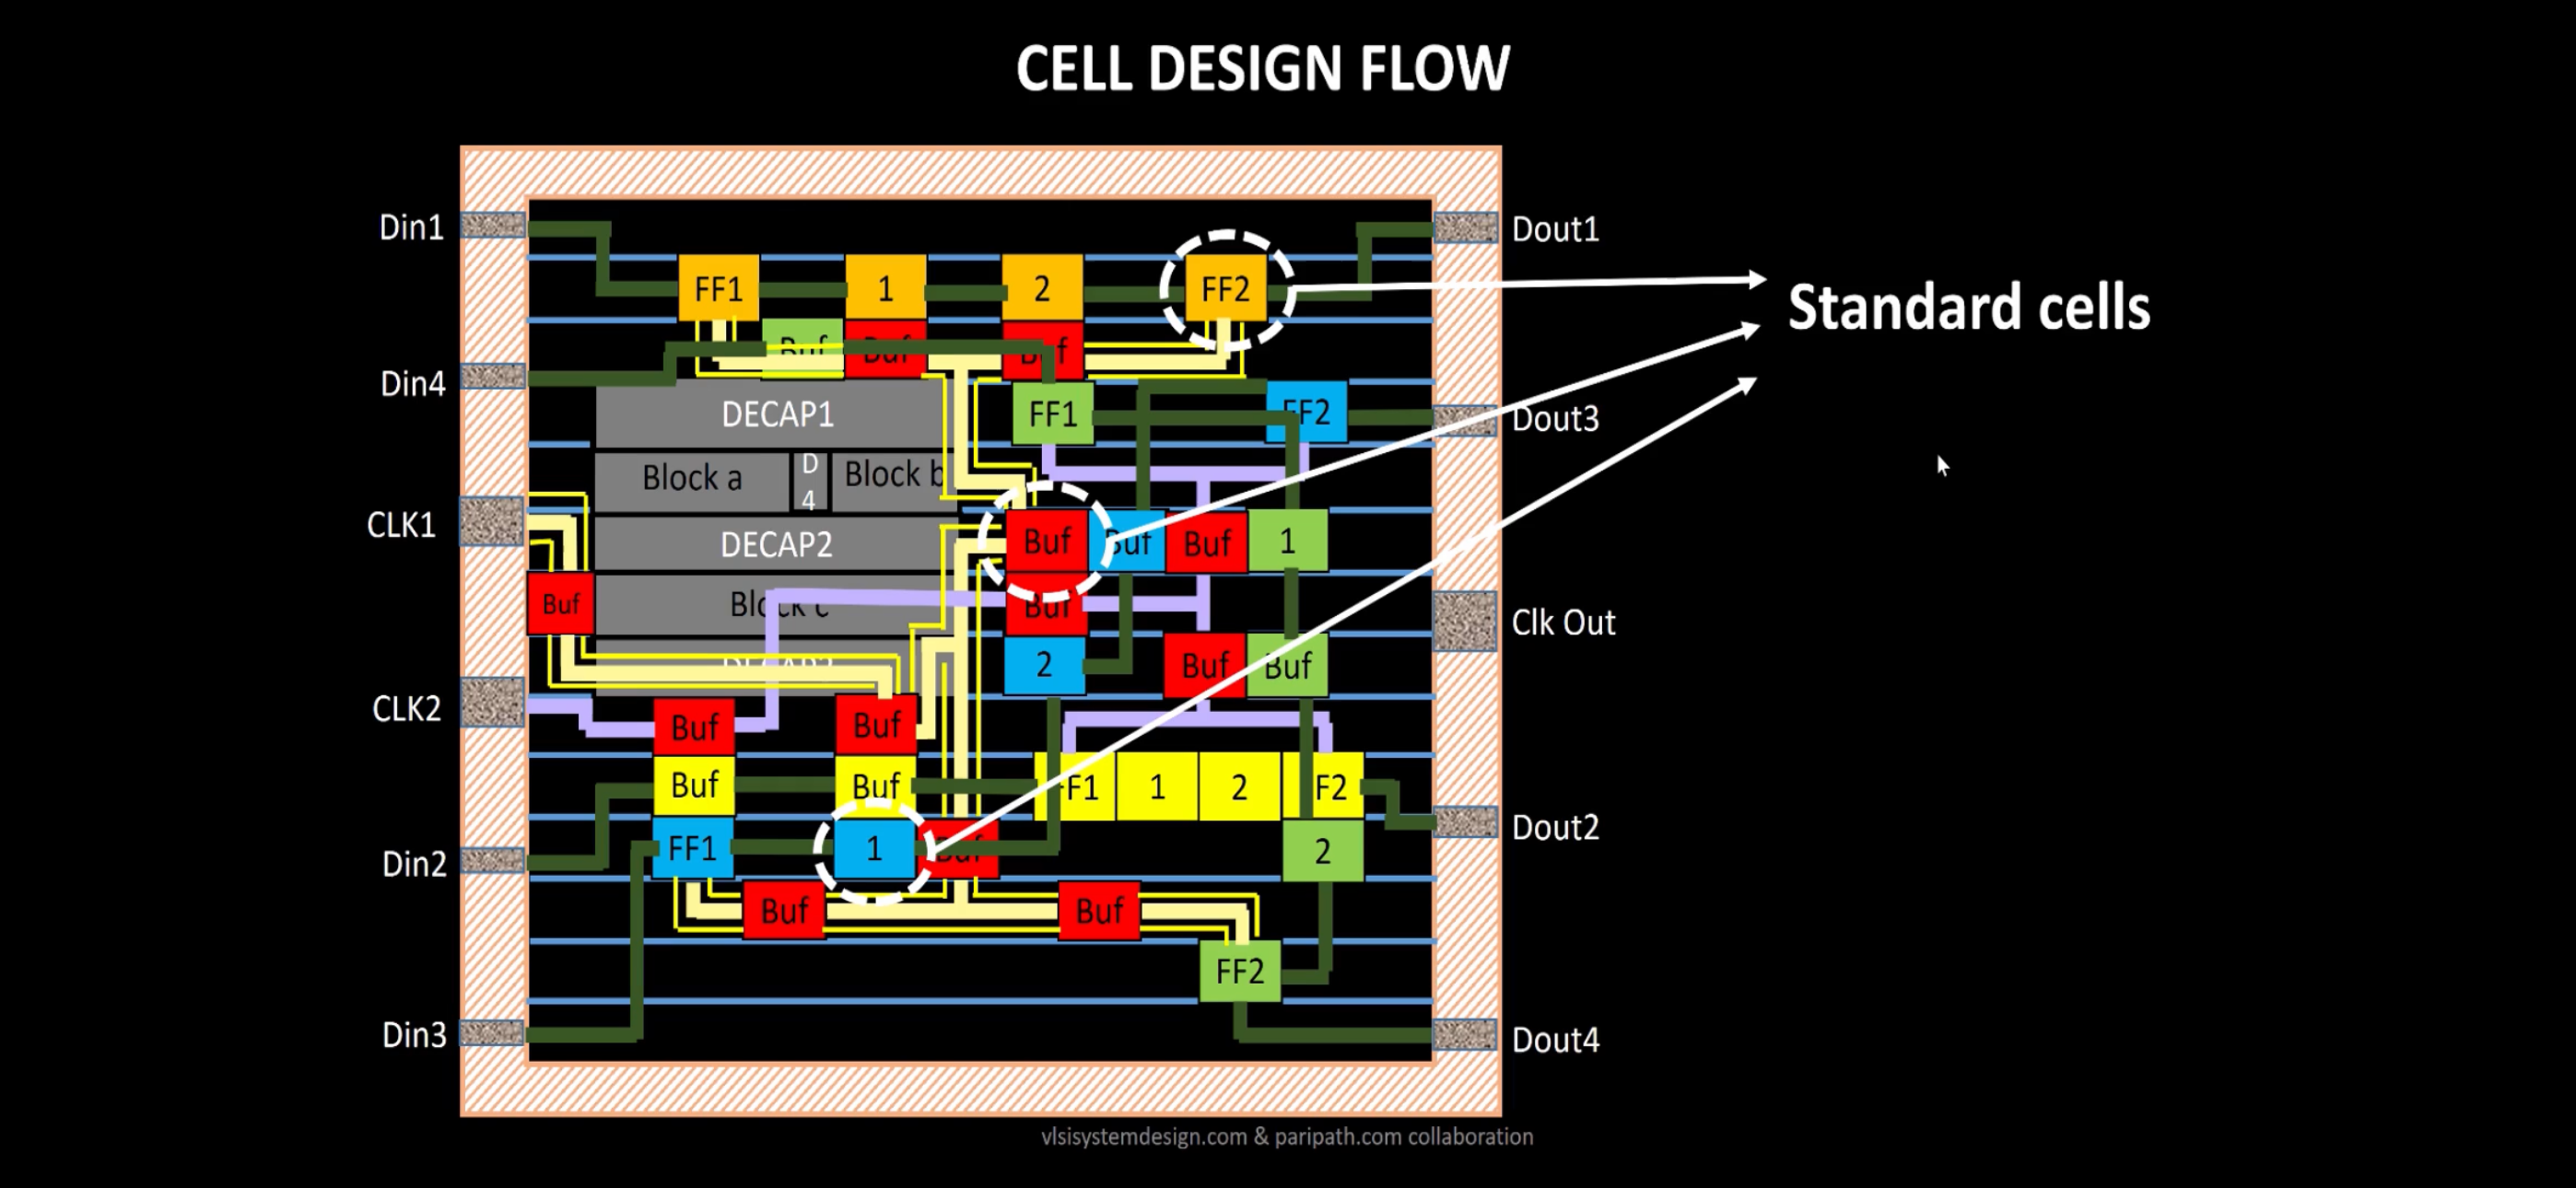 CELL DESIGN FLOW
Din1
Dout1
FF1
1
2
FF2
Standard cells
Buf
Buf
Din4
DECAP1
FF1
FF2
Dout3
Block a
D
4
Block b
CLK1
DECAP2
Buf
Buf
Buf
1
Buf
Block c
Buf
Clk Out
2
Buf
Buf
CLK2
Buf
Buf
Buf
Buf
F1
1
2
F2
Dout2
Din2
FF1
1
Buf
2
Buf
Buf
FF2
Din3
Dout4
vlsisystemdesign.com & paripath.com collaboration